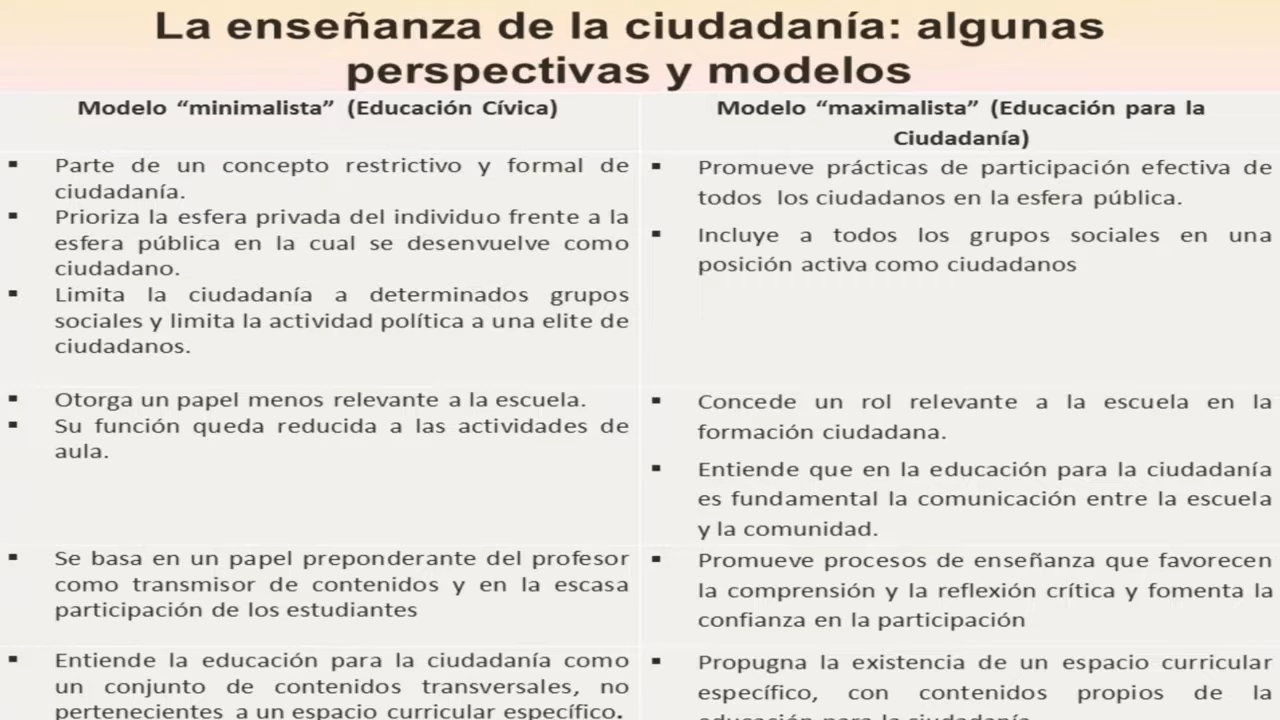 La enseñanza de la ciudadanía: algunas
perspectivas y modelos
Modelo “minimalista” (Educación Cívica)
▪ Parte de un concepto restrictivo y formal de
ciudadanía.
▪ Prioriza la esfera privada del individuo frente a la
esfera pública en la cual se desenvuelve como
ciudadano.
▪ Limita la ciudadanía a determinados grupos
sociales y limita la actividad política a una elite de
ciudadanos.
▪ Otorga un papel menos relevante a la escuela.
▪ Su función queda reducida a las actividades de
aula.
▪ Se basa en un papel preponderante del profesor
como transmisor de contenidos y en la escasa
participación de los estudiantes
▪ Entiende la educación para la ciudadanía como
un conjunto de contenidos transversales, no
pertenecientes a un espacio curricular específico.
Modelo “maximalista” (Educación para la
Ciudadanía)
▪ Promueve prácticas de participación efectiva de
todos los ciudadanos en la esfera pública.
▪ Incluye a todos los grupos sociales en una
posición activa como ciudadanos
▪ Concede un rol relevante a la escuela en la
formación ciudadana.
▪ Entiende que en la educación para la ciudadanía
es fundamental la comunicación entre la escuela
y la comunidad.
▪ Promueve procesos de enseñanza que favorecen
la comprensión y la reflexión crítica y fomenta la
confianza en la participación
▪ Propugna la existencia de un espacio curricular
específico, con contenidos propios de la
educación para la ciudadanía